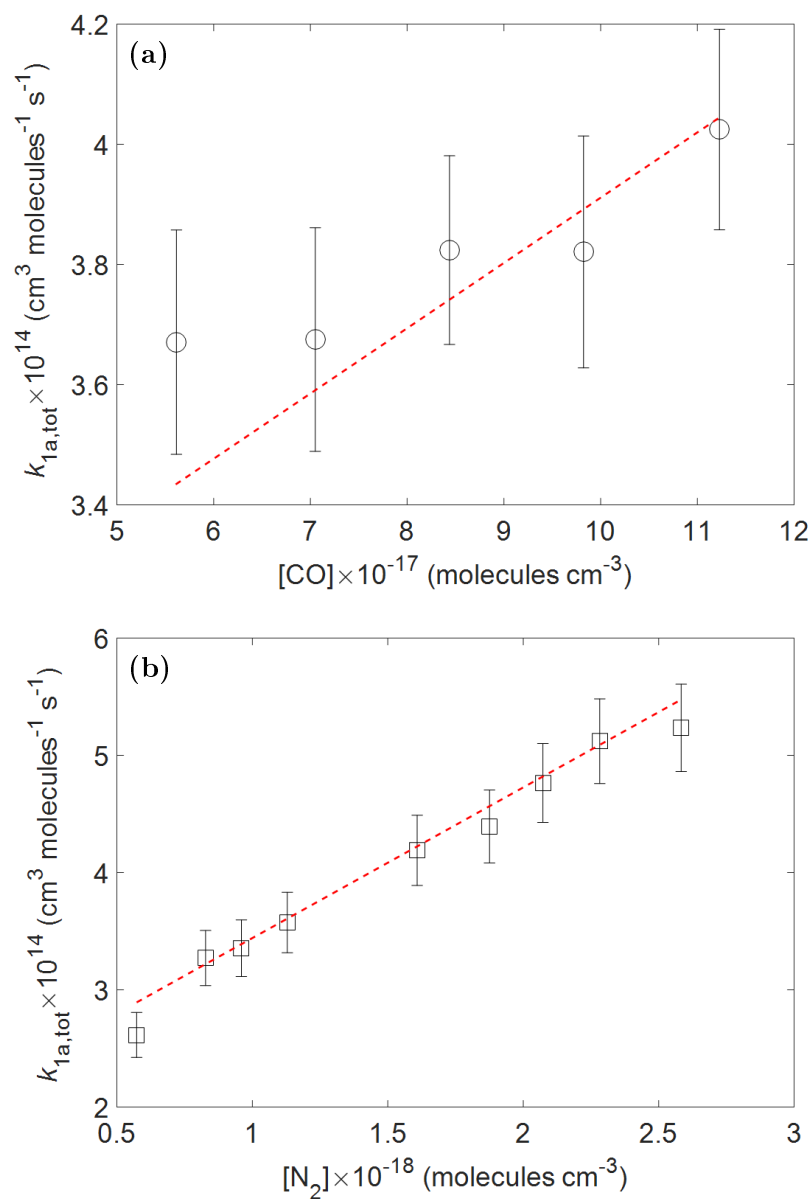 (a)
4.2
4
3.8
3.6
3.4
k1a,tot×10^14 (cm^3 molecules^-1 s^-1)
5 6 7 8 9 10 11 12
[CO]×10^-17 (molecules cm^-3)
(b)
6
5
4
3
2
k1a,tot×10^14 (cm^3 molecules^-1 s^-1)
0.5 1 1.5 2 2.5 3
[N2]×10^-18 (molecules cm^-3)